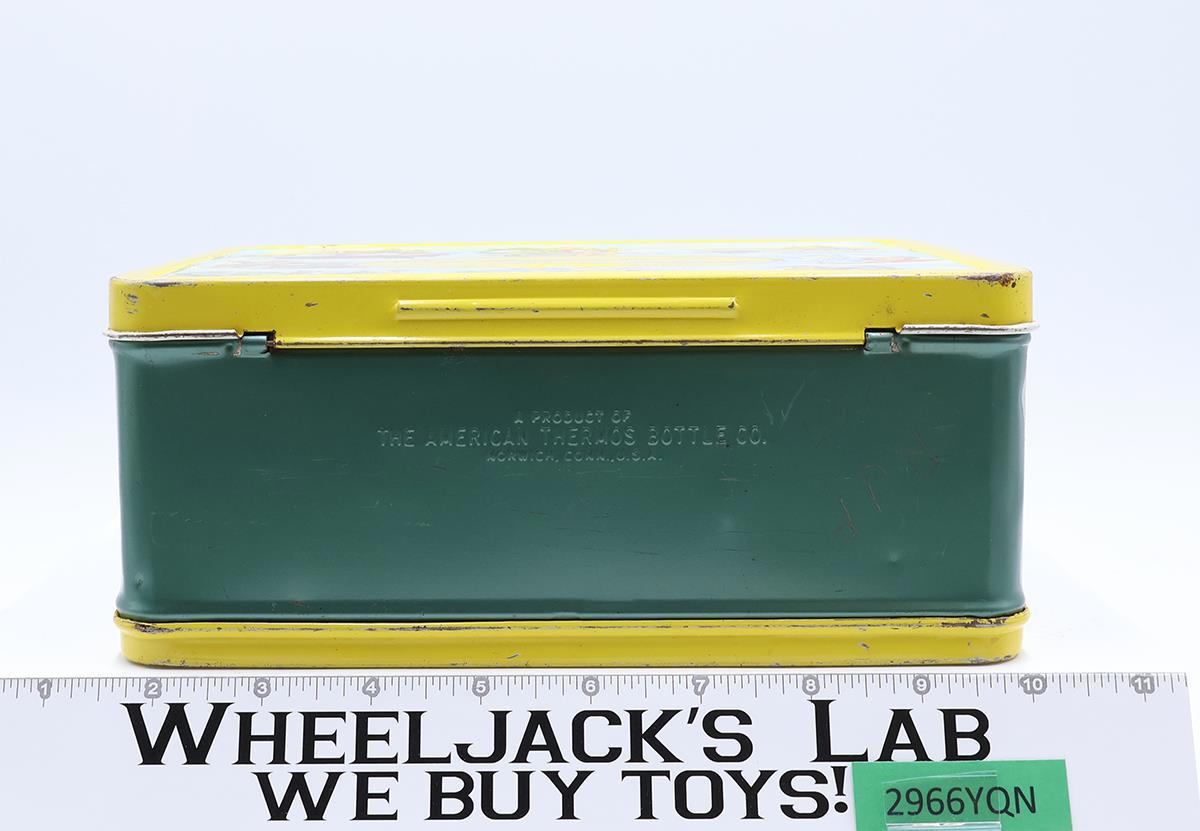 A PRODUCT OF
THE AMERICAN THERMOS BOTTLE CO.
NORWICH, CONN., U.S.A.
1 2 3 4 5 6 7 8 9 10 11
WHEELJACK'S LAB
WE BUY TOYS!
2966YQN